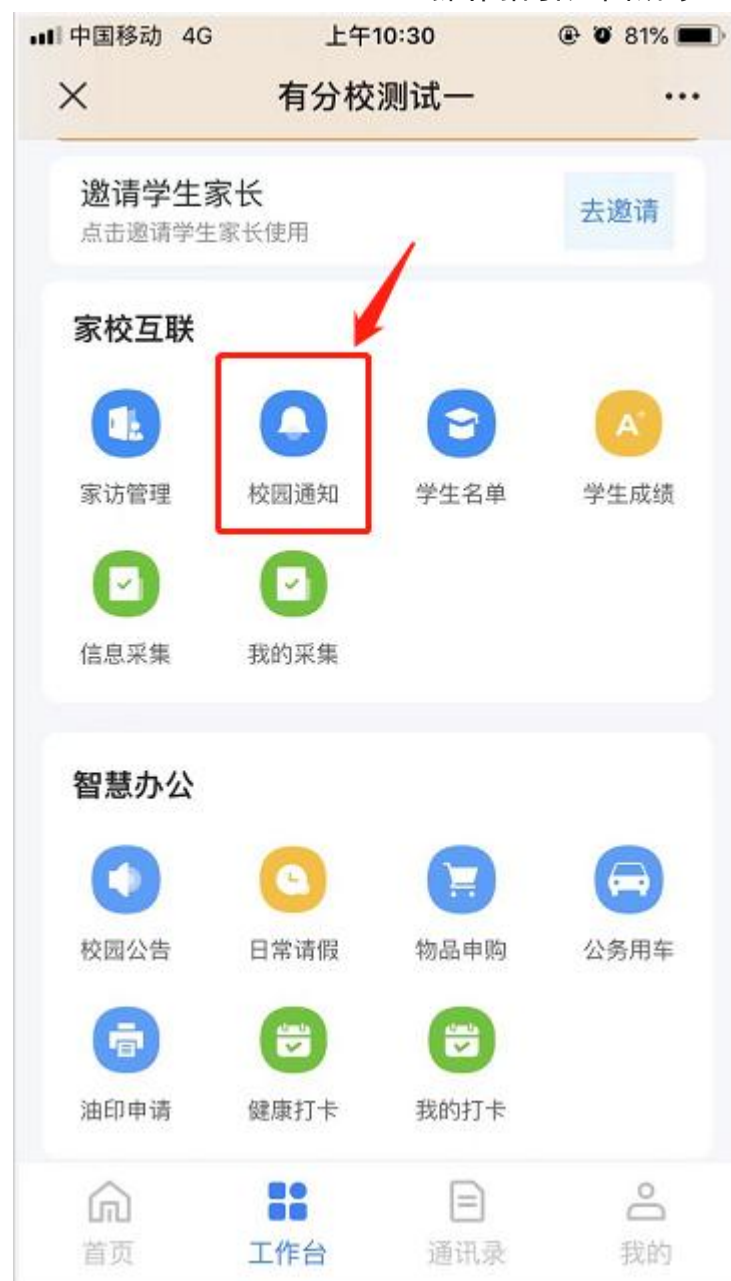 中国移动 4G 上午10:30 81%
有分校测试一
邀请学生家长
点击邀请学生家长使用
去邀请
家校互联
家访管理 校园通知 学生名单 学生成绩
信息采集 我的采集
智慧办公
校园公告 日常请假 物品申购 公务用车
油印申请 健康打卡 我的打卡
首页 工作台 通讯录 我的